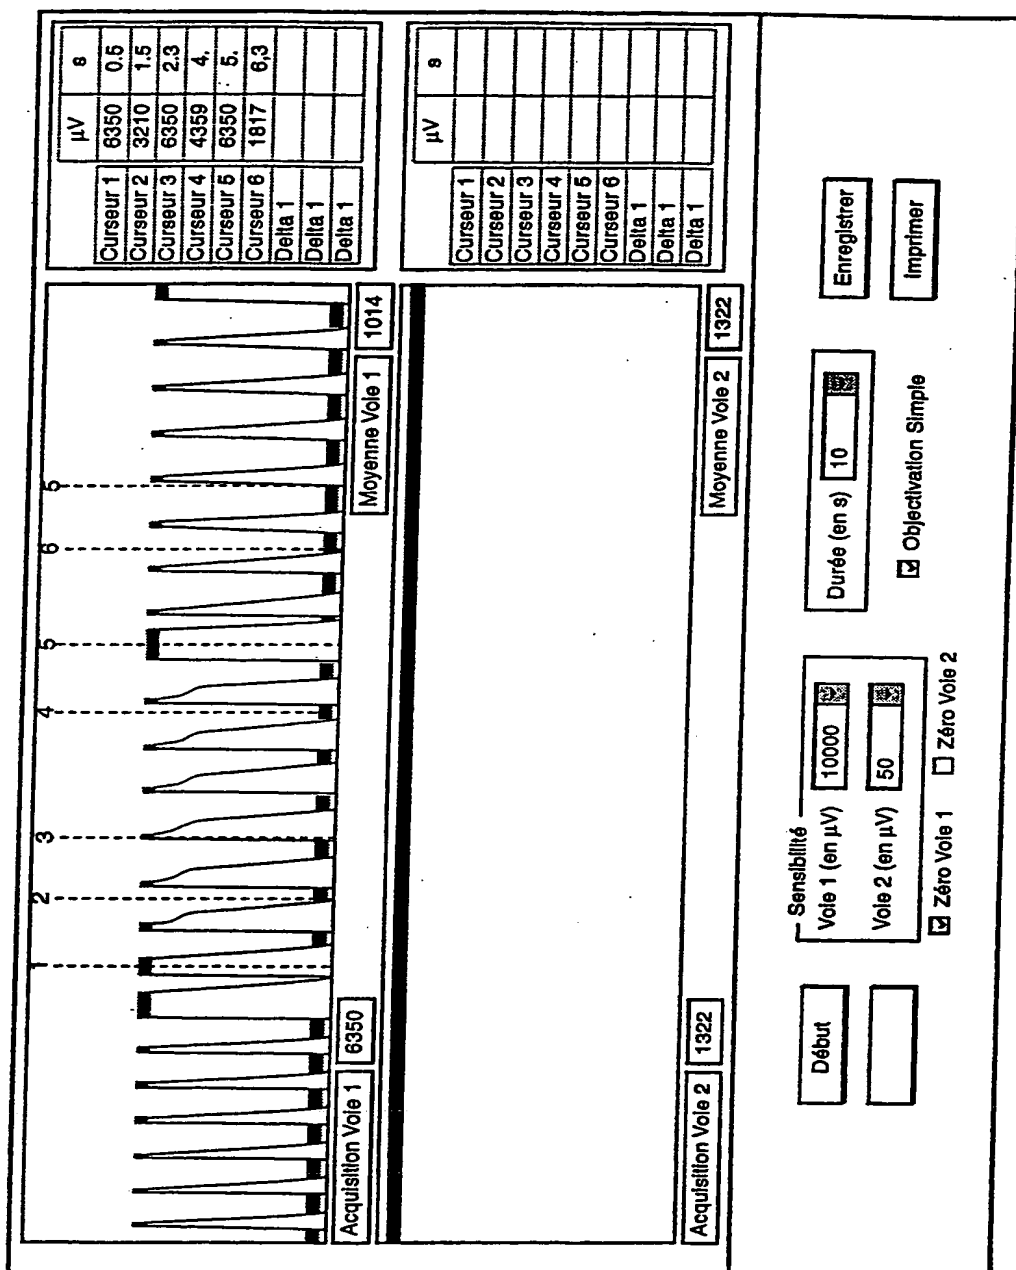 1 2 3 4 5 6 5
µV s
Curseur 1 6350 0.5
Curseur 2 3210 1.5
Curseur 3 6350 2.3
Curseur 4 4359 4.
Curseur 5 6350 5.
Curseur 6 1817 6,3
Delta 1
Delta 1
Delta 1
Acquisition Voie 1 6350 Moyenne Voie 1 1014
µV s
Curseur 1
Curseur 2
Curseur 3
Curseur 4
Curseur 5
Curseur 6
Delta 1
Delta 1
Delta 1
Acquisition Voie 2 1322 Moyenne Voie 2 1322
Début
Sensibilité
Voie 1 (en µV) 10000
Voie 2 (en µV) 50
Zéro Voie 1 Zéro Voie 2
Durée (en s) 10
Objectivation Simple
Enregistrer
Imprimer